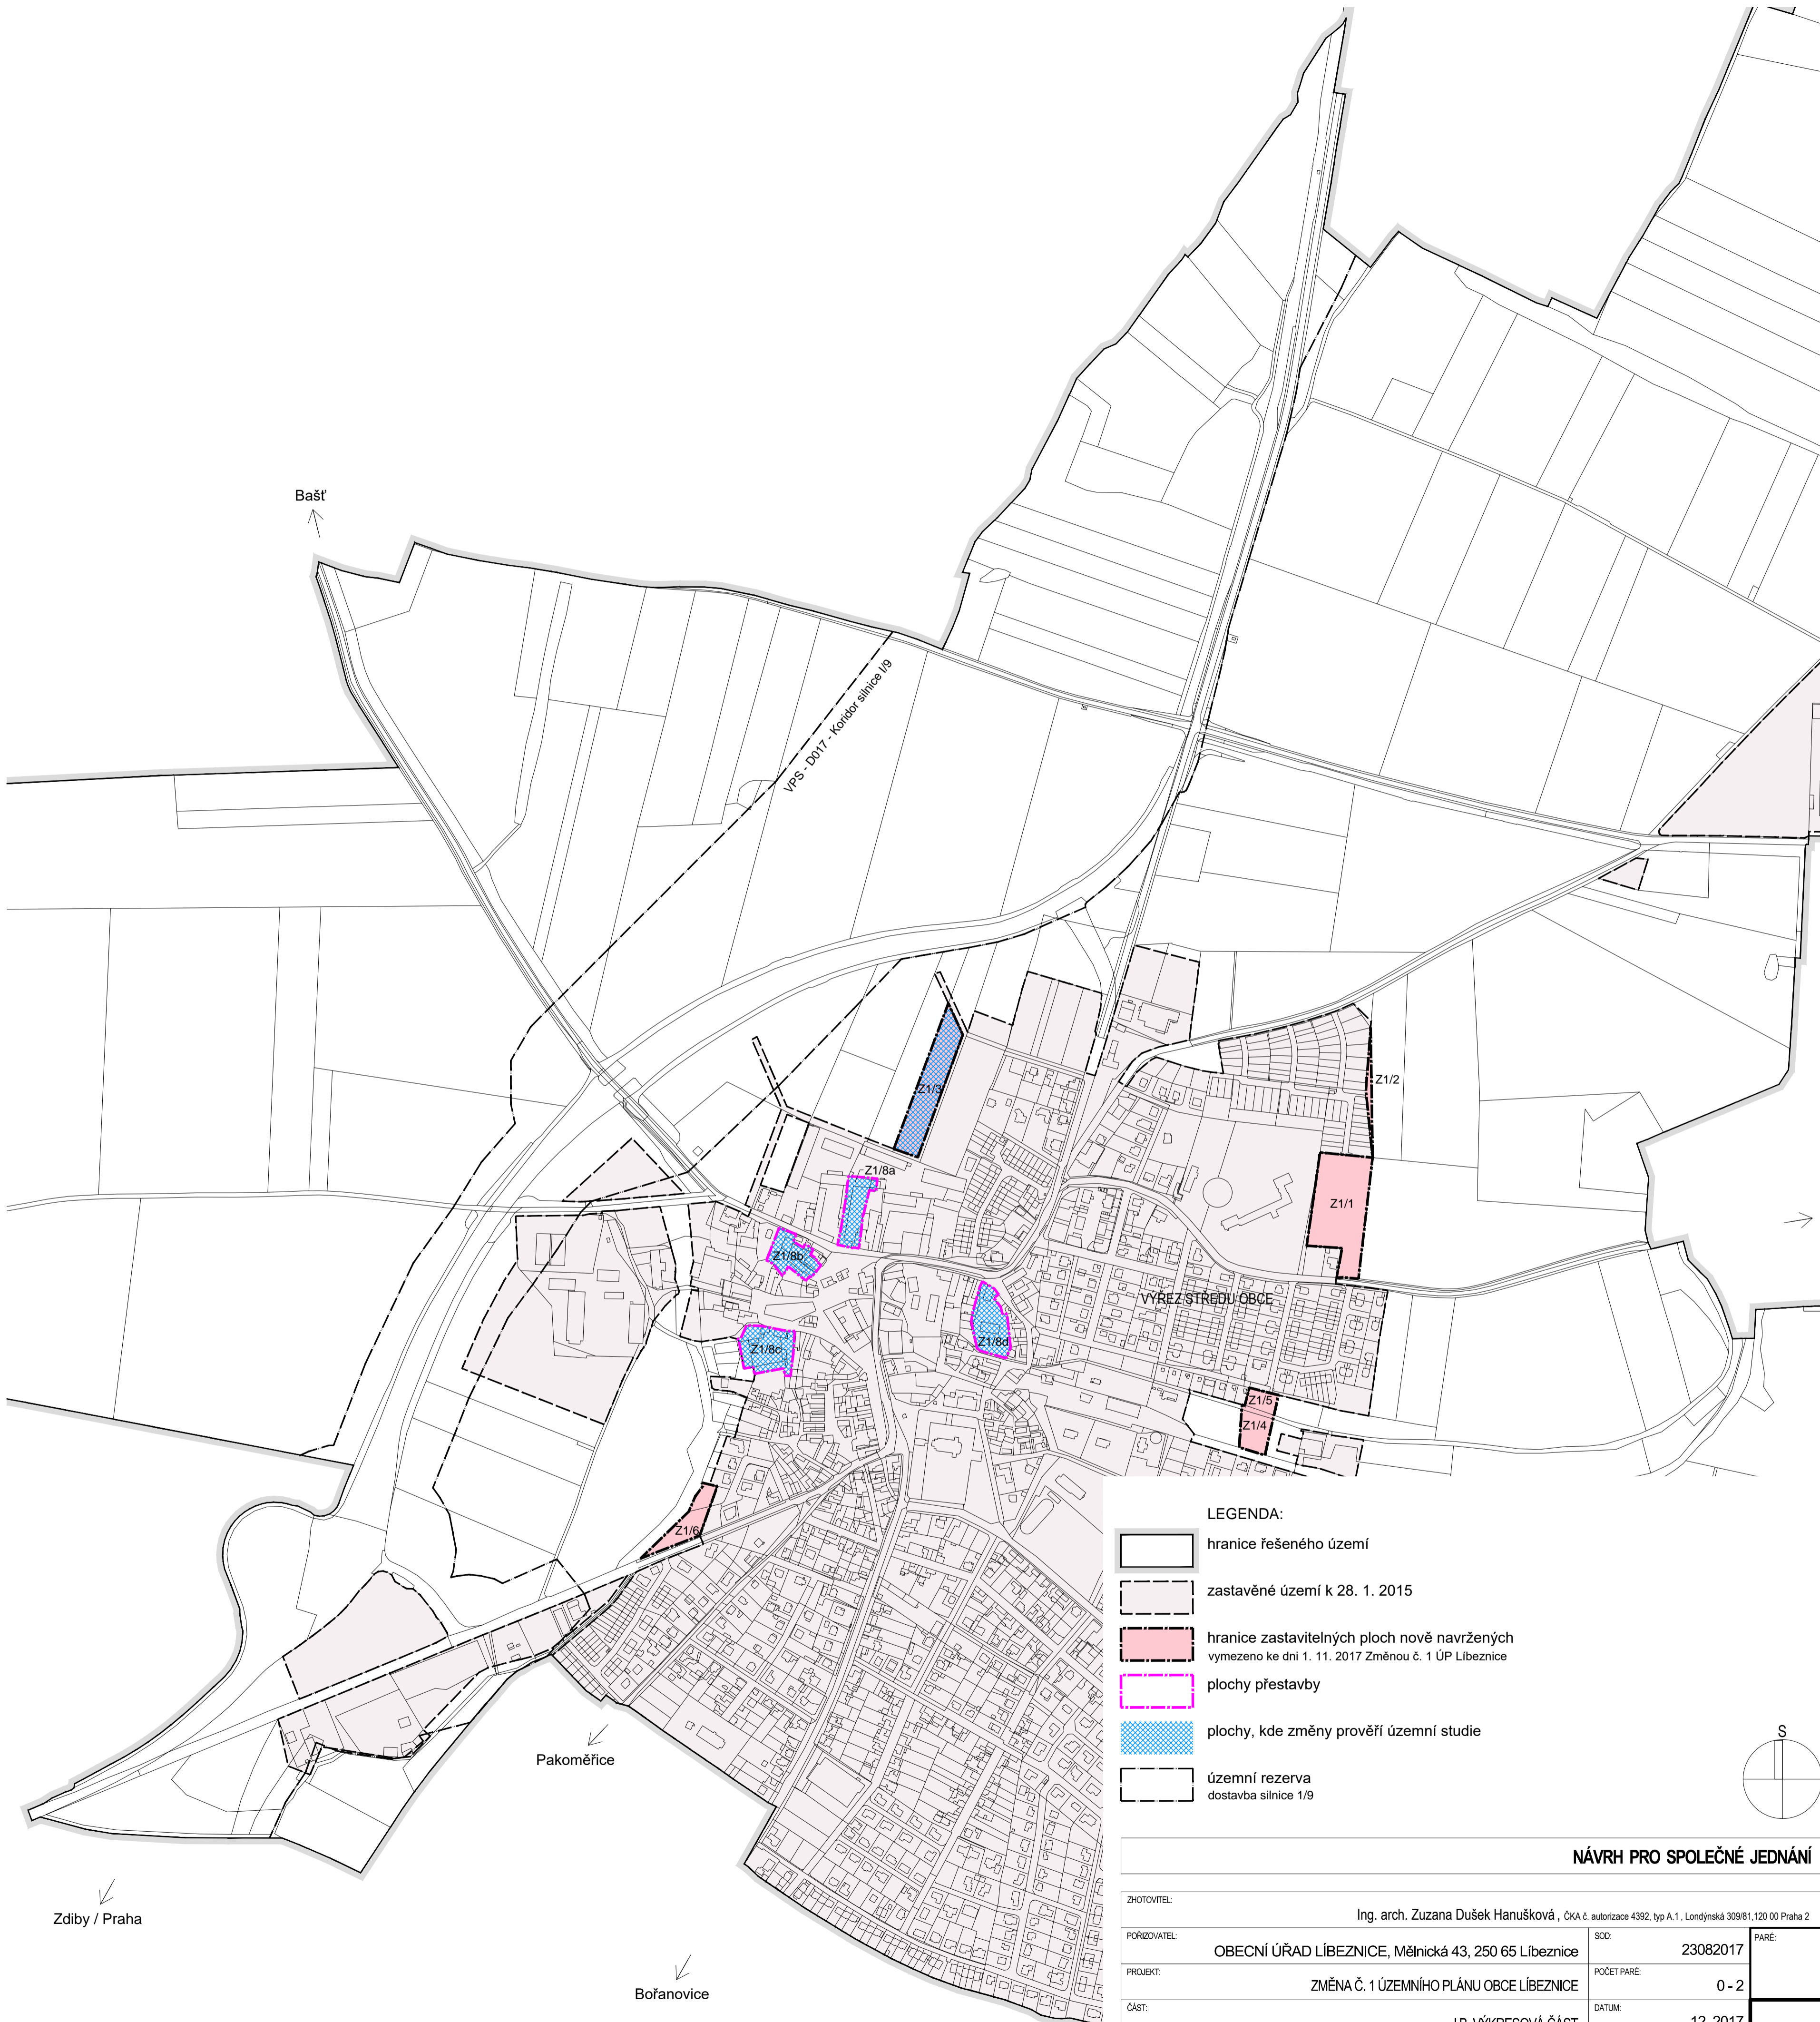 Bašť
VPS - D017 - Koridor silnice I/9
Z1/3
Z1/2
Z1/8a
Z1/1
Z1/8b
VÝŘEZ STŘEDU OBCE
Z1/8d
Z1/8c
Z1/5
Z1/4
Z1/6
Pakoměřice
Zdiby / Praha
Bořanovice
LEGENDA:
hranice řešeného území
zastavěné území k 28. 1. 2015
hranice zastavitelných ploch nově navržených
vymezeno ke dni 1. 11. 2017 Změnou č. 1 ÚP Líbeznice
plochy přestavby
plochy, kde změny prověří územní studie
územní rezerva
dostavba silnice 1/9
S
NÁVRH PRO SPOLEČNÉ JEDNÁNÍ
ZHOTOVITEL:
Ing. arch. Zuzana Dušek Hanušková , ČKA č. autorizace 4392, typ A.1 , Londýnská 309/81,120 00 Praha 2
POŘIZOVATEL:
OBECNÍ ÚŘAD LÍBEZNICE, Mělnická 43, 250 65 Líbeznice
SOD:
23082017
PARÉ:
PROJEKT:
ZMĚNA Č. 1 ÚZEMNÍHO PLÁNU OBCE LÍBEZNICE
POČET PARÉ:
0 - 2
ČÁST:
I.B. VÝKRESOVÁ ČÁST
DATUM:
12. 2017